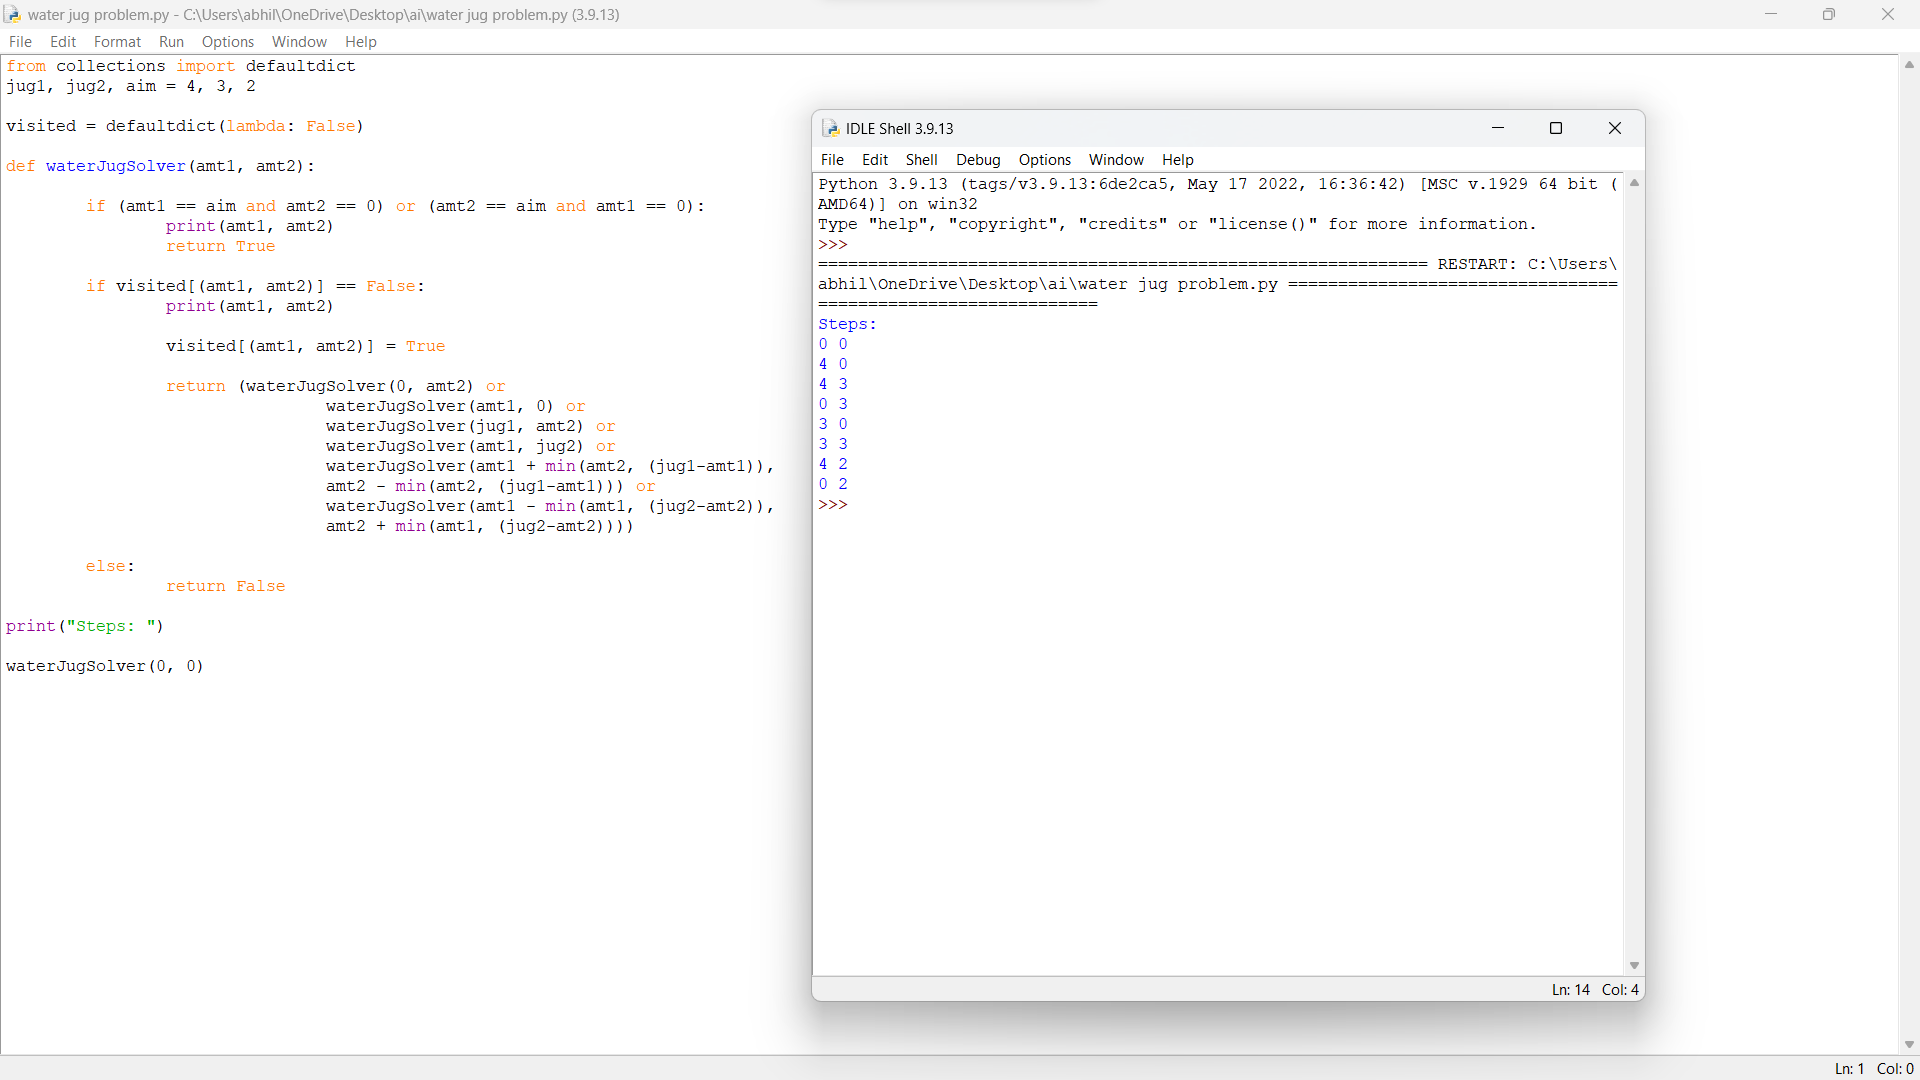 water jug problem.py - C:\Users\abhil\OneDrive\Desktop\ai\water jug problem.py (3.9.13)
File Edit Format Run Options Window Help
from collections import defaultdict
jug1, jug2, aim = 4, 3, 2
visited = defaultdict(lambda: False)
def waterJugSolver(amt1, amt2):
if (amt1 == aim and amt2 == 0) or (amt2 == aim and amt1 == 0):
print(amt1, amt2)
return True
if visited[(amt1, amt2)] == False:
print(amt1, amt2)
visited[(amt1, amt2)] = True
return (waterJugSolver(0, amt2) or
waterJugSolver(amt1, 0) or
waterJugSolver(jug1, amt2) or
waterJugSolver(amt1, jug2) or
waterJugSolver(amt1 + min(amt2, (jug1-amt1)),
amt2 - min(amt2, (jug1-amt1))) or
waterJugSolver(amt1 - min(amt1, (jug2-amt2)),
amt2 + min(amt1, (jug2-amt2))))
else:
return False
print("Steps: ")
waterJugSolver(0, 0)
IDLE Shell 3.9.13
File Edit Shell Debug Options Window Help
Python 3.9.13 (tags/v3.9.13:6de2ca5, May 17 2022, 16:36:42) [MSC v.1929 64 bit (
AMD64)] on win32
Type "help", "copyright", "credits" or "license()" for more information.
>>>
============================================================= RESTART: C:\Users\
abhil\OneDrive\Desktop\ai\water jug problem.py =================================
============================
Steps:
0 0
4 0
4 3
0 3
3 0
3 3
4 2
0 2
>>>
Ln: 14 Col: 4
Ln: 1 Col: 0